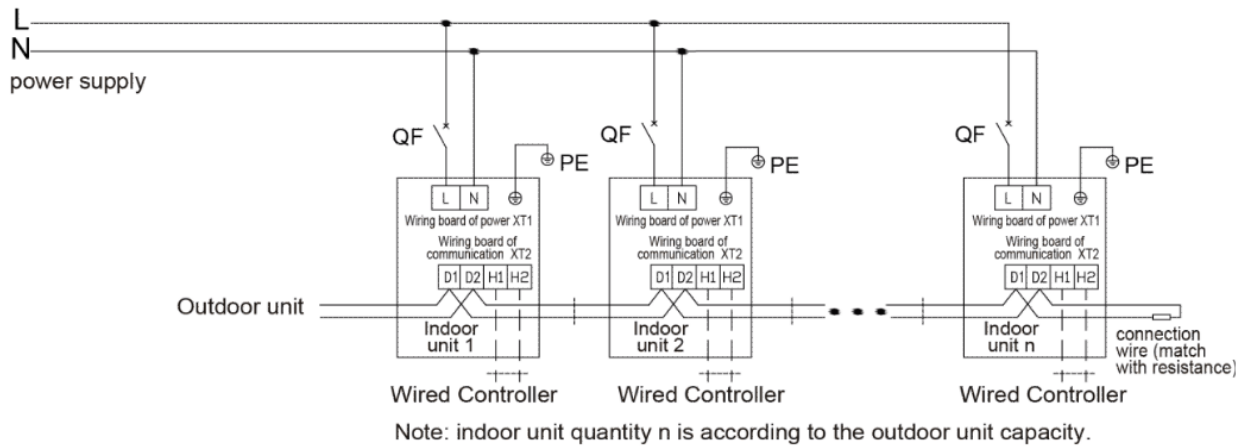 L
N
power supply
QF
PE
L N
Wiring board of power XT1
Wiring board of
communication XT2
D1 D2 H1 H2
Indoor
unit 1
Wired Controller
QF
PE
L N
Wiring board of power XT1
Wiring board of
communication XT2
D1 D2 H1 H2
Indoor
unit 2
Wired Controller
QF
PE
L N
Wiring board of power XT1
Wiring board of
communication XT2
D1 D2 H1 H2
Indoor
unit n
Wired Controller
Outdoor unit
connection
wire (match
with resistance)
Note: indoor unit quantity n is according to the outdoor unit capacity.